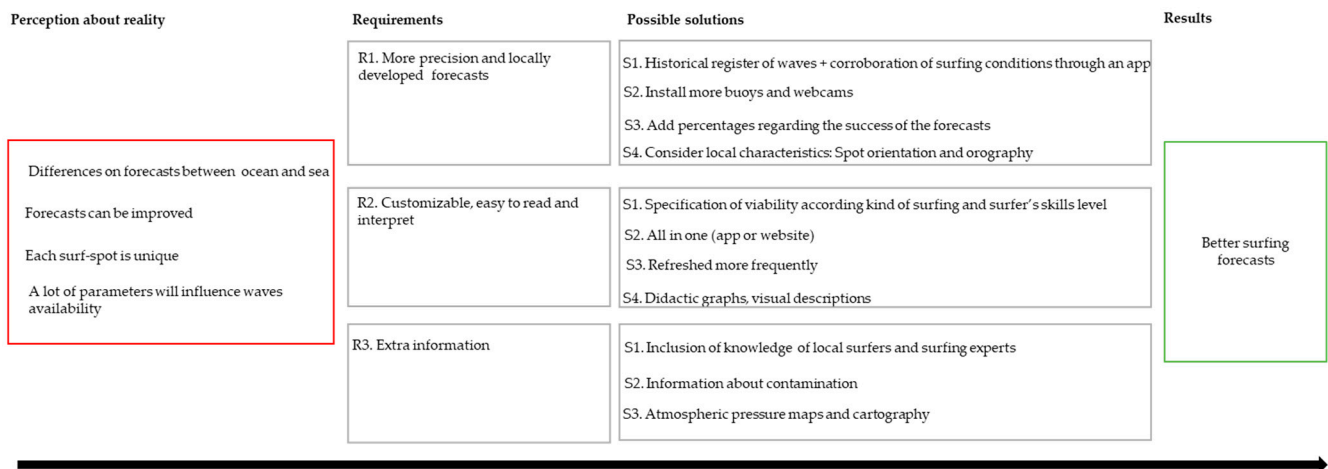 Perception about reality
Requirements
Possible solutions
Results
Differences on forecasts between ocean and sea
Forecasts can be improved
Each surf-spot is unique
A lot of parameters will influence waves
availability
R1. More precision and locally
developed forecasts
S1. Historical register of waves + corroboration of surfing conditions through an app
S2. Install more buoys and webcams
S3. Add percentages regarding the success of the forecasts
S4. Consider local characteristics: Spot orientation and orography
R2. Customizable, easy to read and
interpret
S1. Specification of viability according kind of surfing and surfer's skills level
S2. All in one (app or website)
S3. Refreshed more frequently
S4. Didactic graphs, visual descriptions
R3. Extra information
S1. Inclusion of knowledge of local surfers and surfing experts
S2. Information about contamination
S3. Atmospheric pressure maps and cartography
Better surfing
forecasts